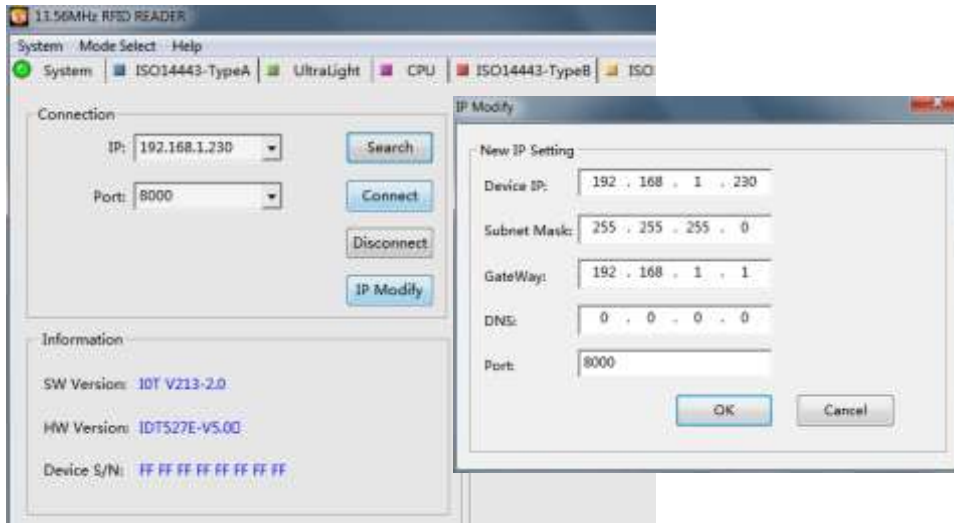 13.56MHz RFID READER
System Mode Select Help
System ISO14443-TypeA UltraLight CPU ISO14443-TypeB ISO
Connection
IP: 192.168.1.230 Search
Port: 8000 Connect
Disconnect
IP Modify
Information
SW Version: I0T V213-2.0
HW Version: IDT527E-V5.0
Device S/N: FF FF FF FF FF FF FF FF
IP Modify
New IP Setting
Device IP: 192 . 168 . 1 . 230
Subnet Mask: 255 . 255 . 255 . 0
GateWay: 192 . 168 . 1 . 1
DNS: 0 . 0 . 0 . 0
Port: 8000
OK Cancel